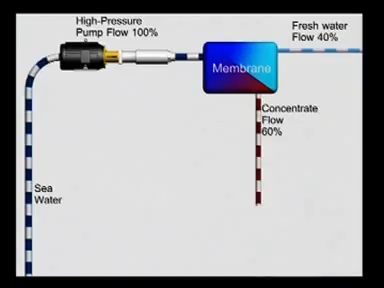 High-Pressure
Pump Flow 100%
Fresh water
Flow 40%
Membrane
Concentrate
Flow
60%
Sea
Water